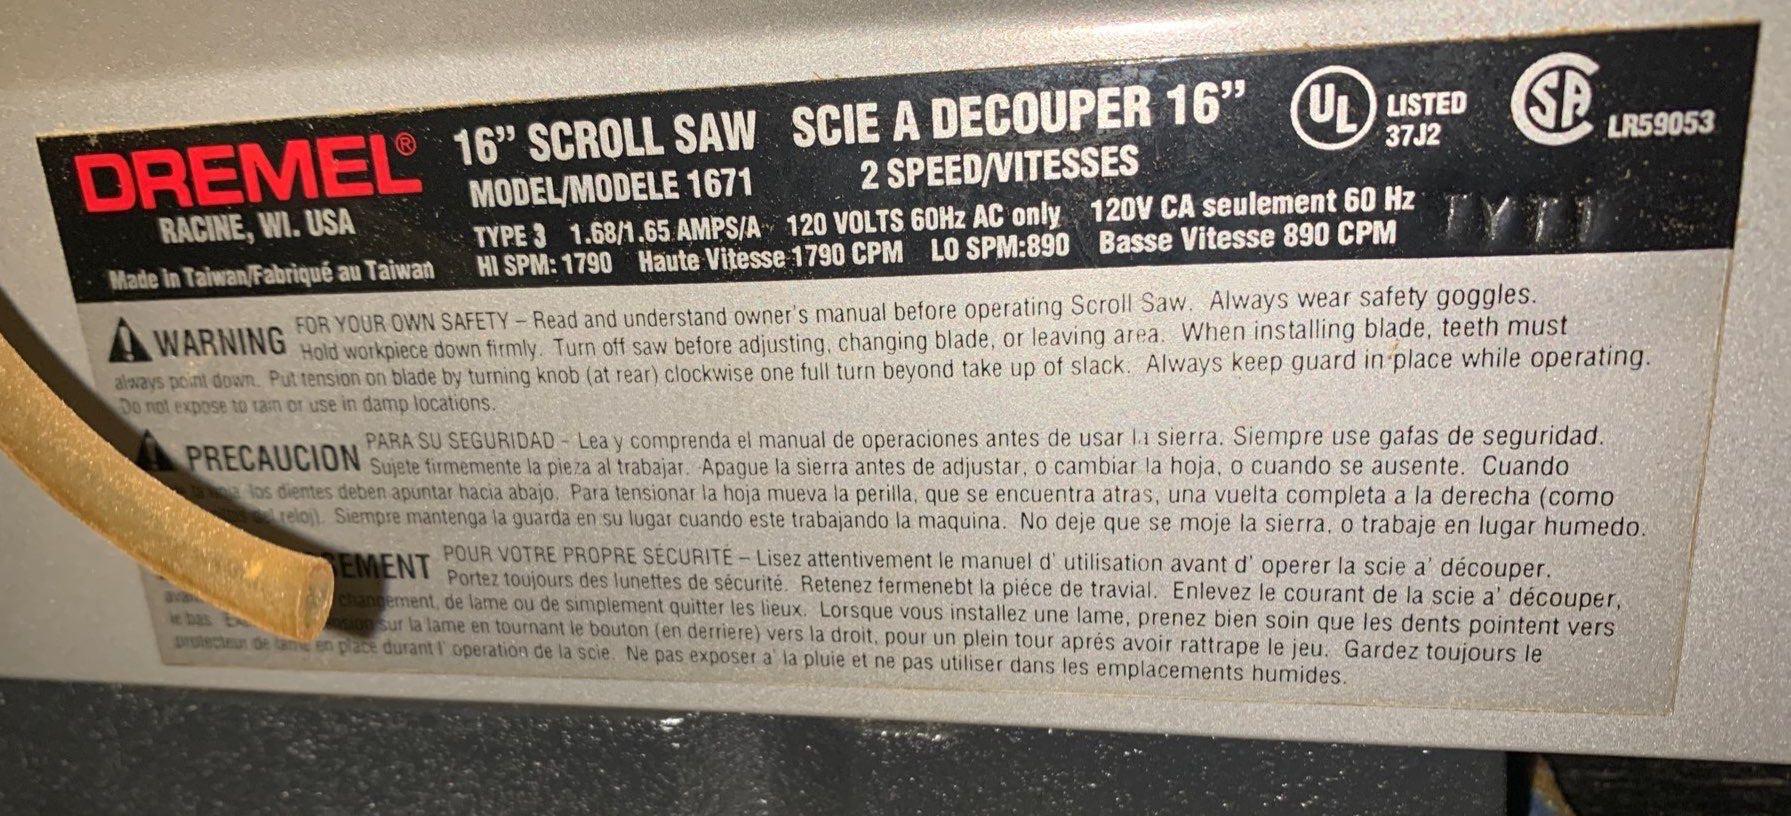 DREMEL®
RACINE, WI. USA
Made in Taiwan/Fabriqué au Taiwan
16” SCROLL SAW SCIE A DECOUPER 16”
MODEL/MODELE 1671 2 SPEED/VITESSES
TYPE 3 1.68/1.65 AMPS/A 120 VOLTS 60Hz AC only 120V CA seulement 60 Hz
HI SPM: 1790 Haute Vitesse 1790 CPM LO SPM:890 Basse Vitesse 890 CPM
UL LISTED
37J2
SA LR59053
WARNING FOR YOUR OWN SAFETY – Read and understand owner's manual before operating Scroll Saw. Always wear safety goggles.
Hold workpiece down firmly. Turn off saw before adjusting, changing blade, or leaving area. When installing blade, teeth must
always point down. Put tension on blade by turning knob (at rear) clockwise one full turn beyond take up of slack. Always keep guard in place while operating.
Do not expose to rain or use in damp locations.
PRECAUCION PARA SU SEGURIDAD - Lea y comprenda el manual de operaciones antes de usar la sierra. Siempre use gafas de seguridad.
Sujete firmemente la pieza al trabajar. Apague la sierra antes de adjustar, o cambiar la hoja, o cuando se ausente. Cuando
los dientes deben apuntar hacia abajo. Para tensionar la hoja mueva la perilla, que se encuentra atras, una vuelta completa a la derecha (como
reloj). Siempre mantenga la guarda en su lugar cuando este trabajando la maquina. No deje que se moje la sierra, o trabaje en lugar humedo.
EMENT POUR VOTRE PROPRE SÉCURITÉ – Lisez attentivement le manuel d' utilisation avant d' operer la scie a' découper.
Portez toujours des lunettes de sécurité. Retenez fermenebt la piéce de travial. Enlevez le courant de la scie a' découper,
changement, de lame ou de simplement quitter les lieux. Lorsque vous installez une lame, prenez bien soin que les dents pointent vers
le bas. sur la lame en tournant le bouton (en derriere) vers la droit, pour un plein tour aprés avoir rattrape le jeu. Gardez toujours le
protecteur de lame en place durant l' operation de la scie. Ne pas exposer a' la pluie et ne pas utiliser dans les emplacements humides.